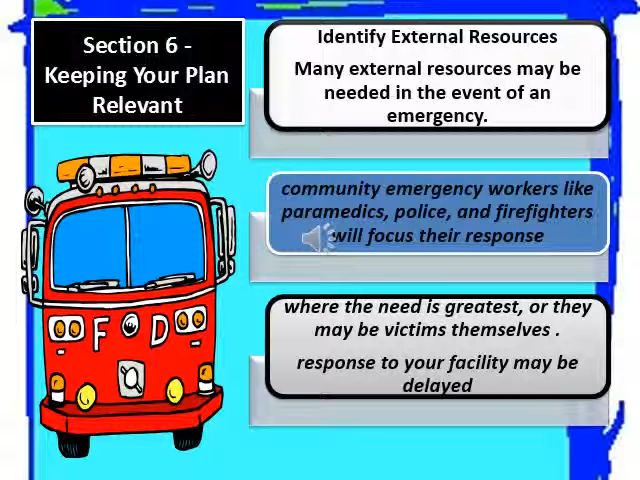 Section 6 -
Keeping Your Plan
Relevant
Identify External Resources
Many external resources may be
needed in the event of an
emergency.
community emergency workers like
paramedics, police, and firefighters
will focus their response
where the need is greatest, or they
may be victims themselves .
response to your facility may be
delayed
F D